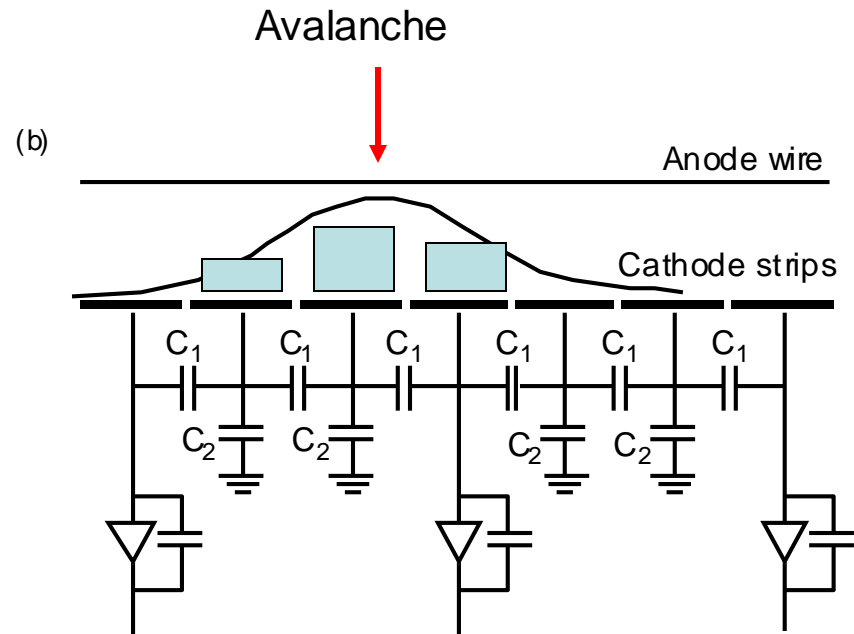 Avalanche
(b)
Anode wire
Cathode strips
C1 C1 C1 C1 C1 C1
C2 C2 C2 C2